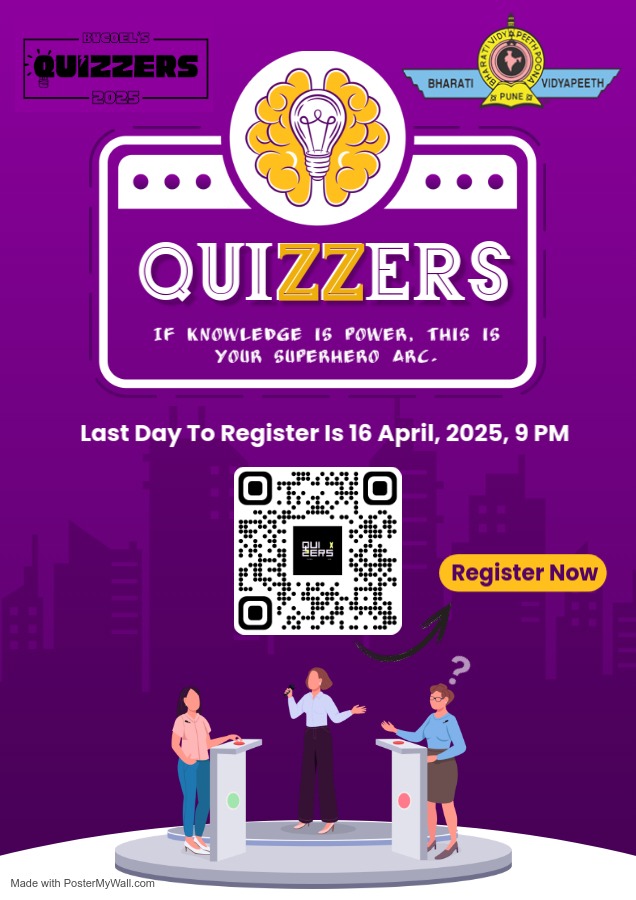 BVCOEL'S
QUIZZERS
2025
BHARATI VIDYAPEETH POONA
BHARATI
VIDYAPEETH
PUNE
QUIZZERS
IF KNOWLEDGE IS POWER, THIS IS
YOUR SUPERHERO ARC.
Last Day To Register Is 16 April, 2025, 9 PM
QUI
ZERS
Register Now
?
Made with PosterMyWall.com